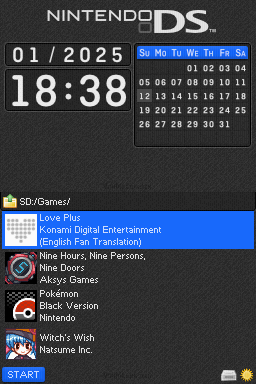 NINTENDO DS™
01/2025
18:38
Su Mo Tu We Th Fr Sa
01 02 03 04
05 06 07 08 09 10 11
12 13 14 15 16 17 18
19 20 21 22 23 24 25
26 27 28 29 30 31
SD:/Games/
Love Plus
Konami Digital Entertainment
(English Fan Translation)
Nine Hours, Nine Persons,
Nine Doors
Aksys Games
Pokémon
Black Version
Nintendo
Witch's Wish
Natsume Inc.
START